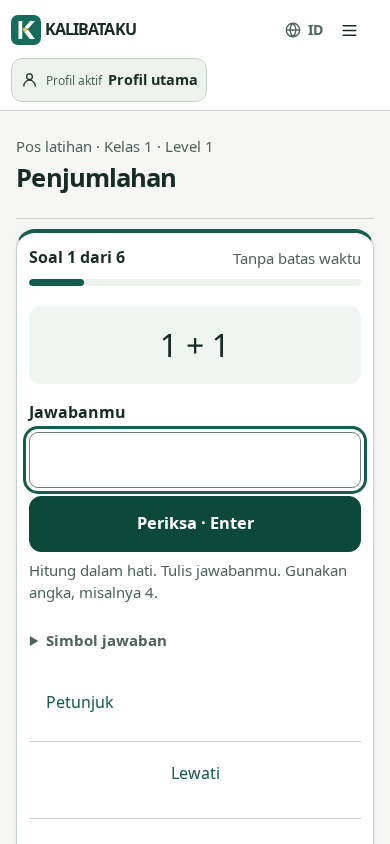 KALIBATAKU
ID
Profil aktif Profil utama
Pos latihan · Kelas 1 · Level 1
Penjumlahan
Soal 1 dari 6
Tanpa batas waktu
1 + 1
Jawabanmu
Periksa · Enter
Hitung dalam hati. Tulis jawabanmu. Gunakan
angka, misalnya 4.
Simbol jawaban
Petunjuk
Lewati